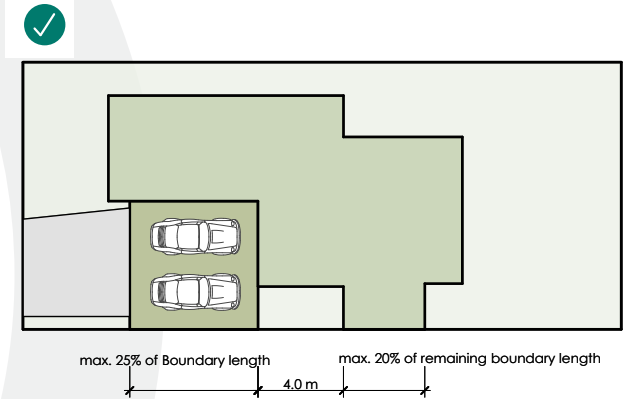 max. 25% of Boundary length
max. 20% of remaining boundary length
4.0 m